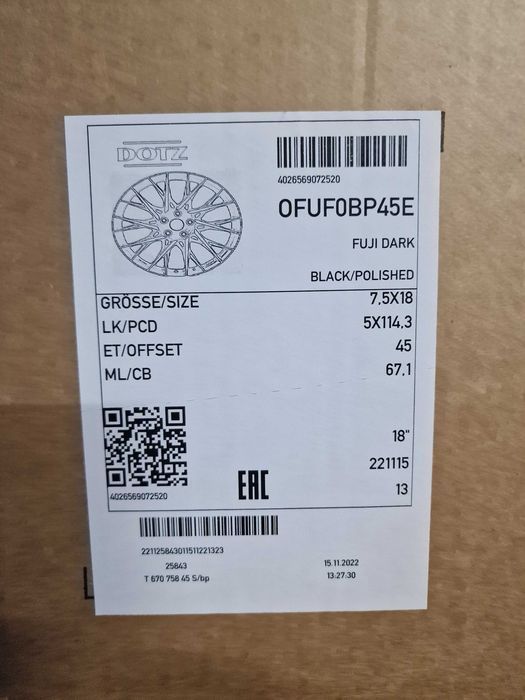 DOTZ
4026569072520
OFUF0BP45E
FUJI DARK
BLACK/POLISHED
GRÖSSE/SIZE 7,5X18
LK/PCD 5X114,3
ET/OFFSET 45
ML/CB 67,1
18"
221115
13
4026569072520
EAC
221125843011511221323
25843
T 670 758 45 S/bp
15.11.2022
13:27:30